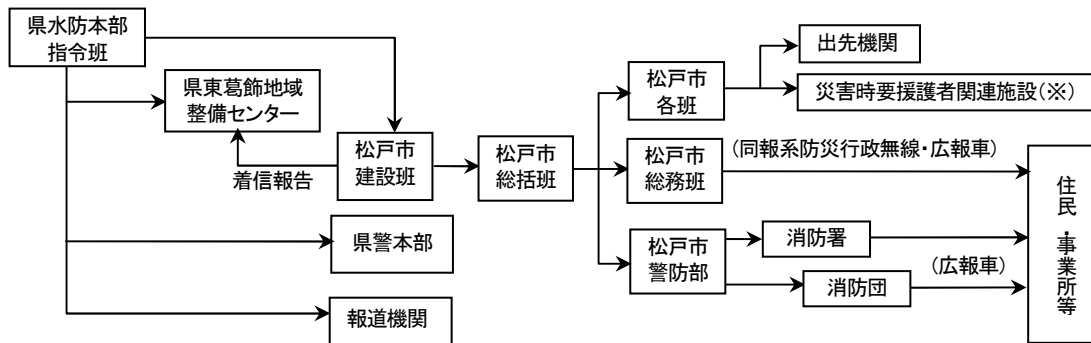 県水防本部
指令班
県東葛飾地域
整備センター
着信報告
松戸市
建設班
松戸市
総括班
県警本部
報道機関
松戸市
各班
出先機関
災害時要援護者関連施設(※)
松戸市
総務班
(同報系防災行政無線・広報車)
松戸市
警防部
消防署
消防団
(広報車)
住民・事業所等